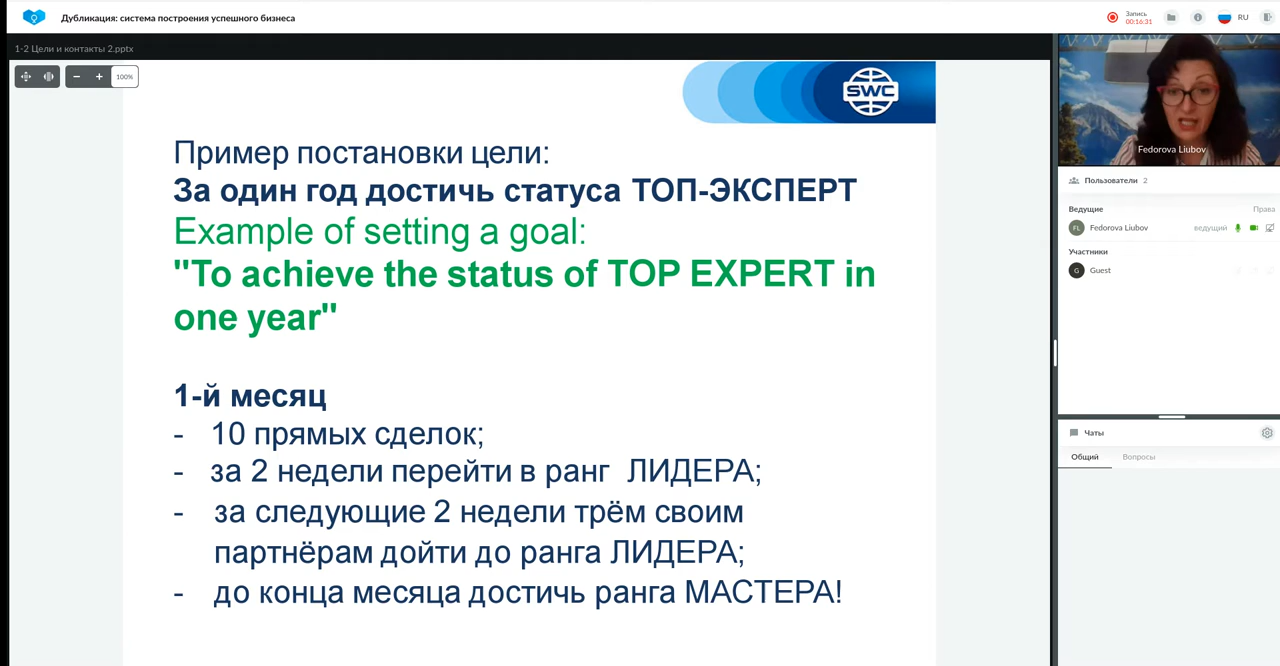 Дубликация: система построения успешного бизнеса
Запись
00:16:31
RU
1-2 Цели и контакты 2.pptx
100%
SWC
Пример постановки цели:
За один год достичь статуса ТОП-ЭКСПЕРТ
Example of setting a goal:
"To achieve the status of TOP EXPERT in
one year"
1-й месяц
- 10 прямых сделок;
- за 2 недели перейти в ранг ЛИДЕРА;
- за следующие 2 недели трём своим
партнёрам дойти до ранга ЛИДЕРА;
- до конца месяца достичь ранга МАСТЕРА!
Fedorova Liubov
Пользователи 2
Ведущие Права
FL Fedorova Liubov ведущий
Участники
G Guest
Чаты
Общий Вопросы